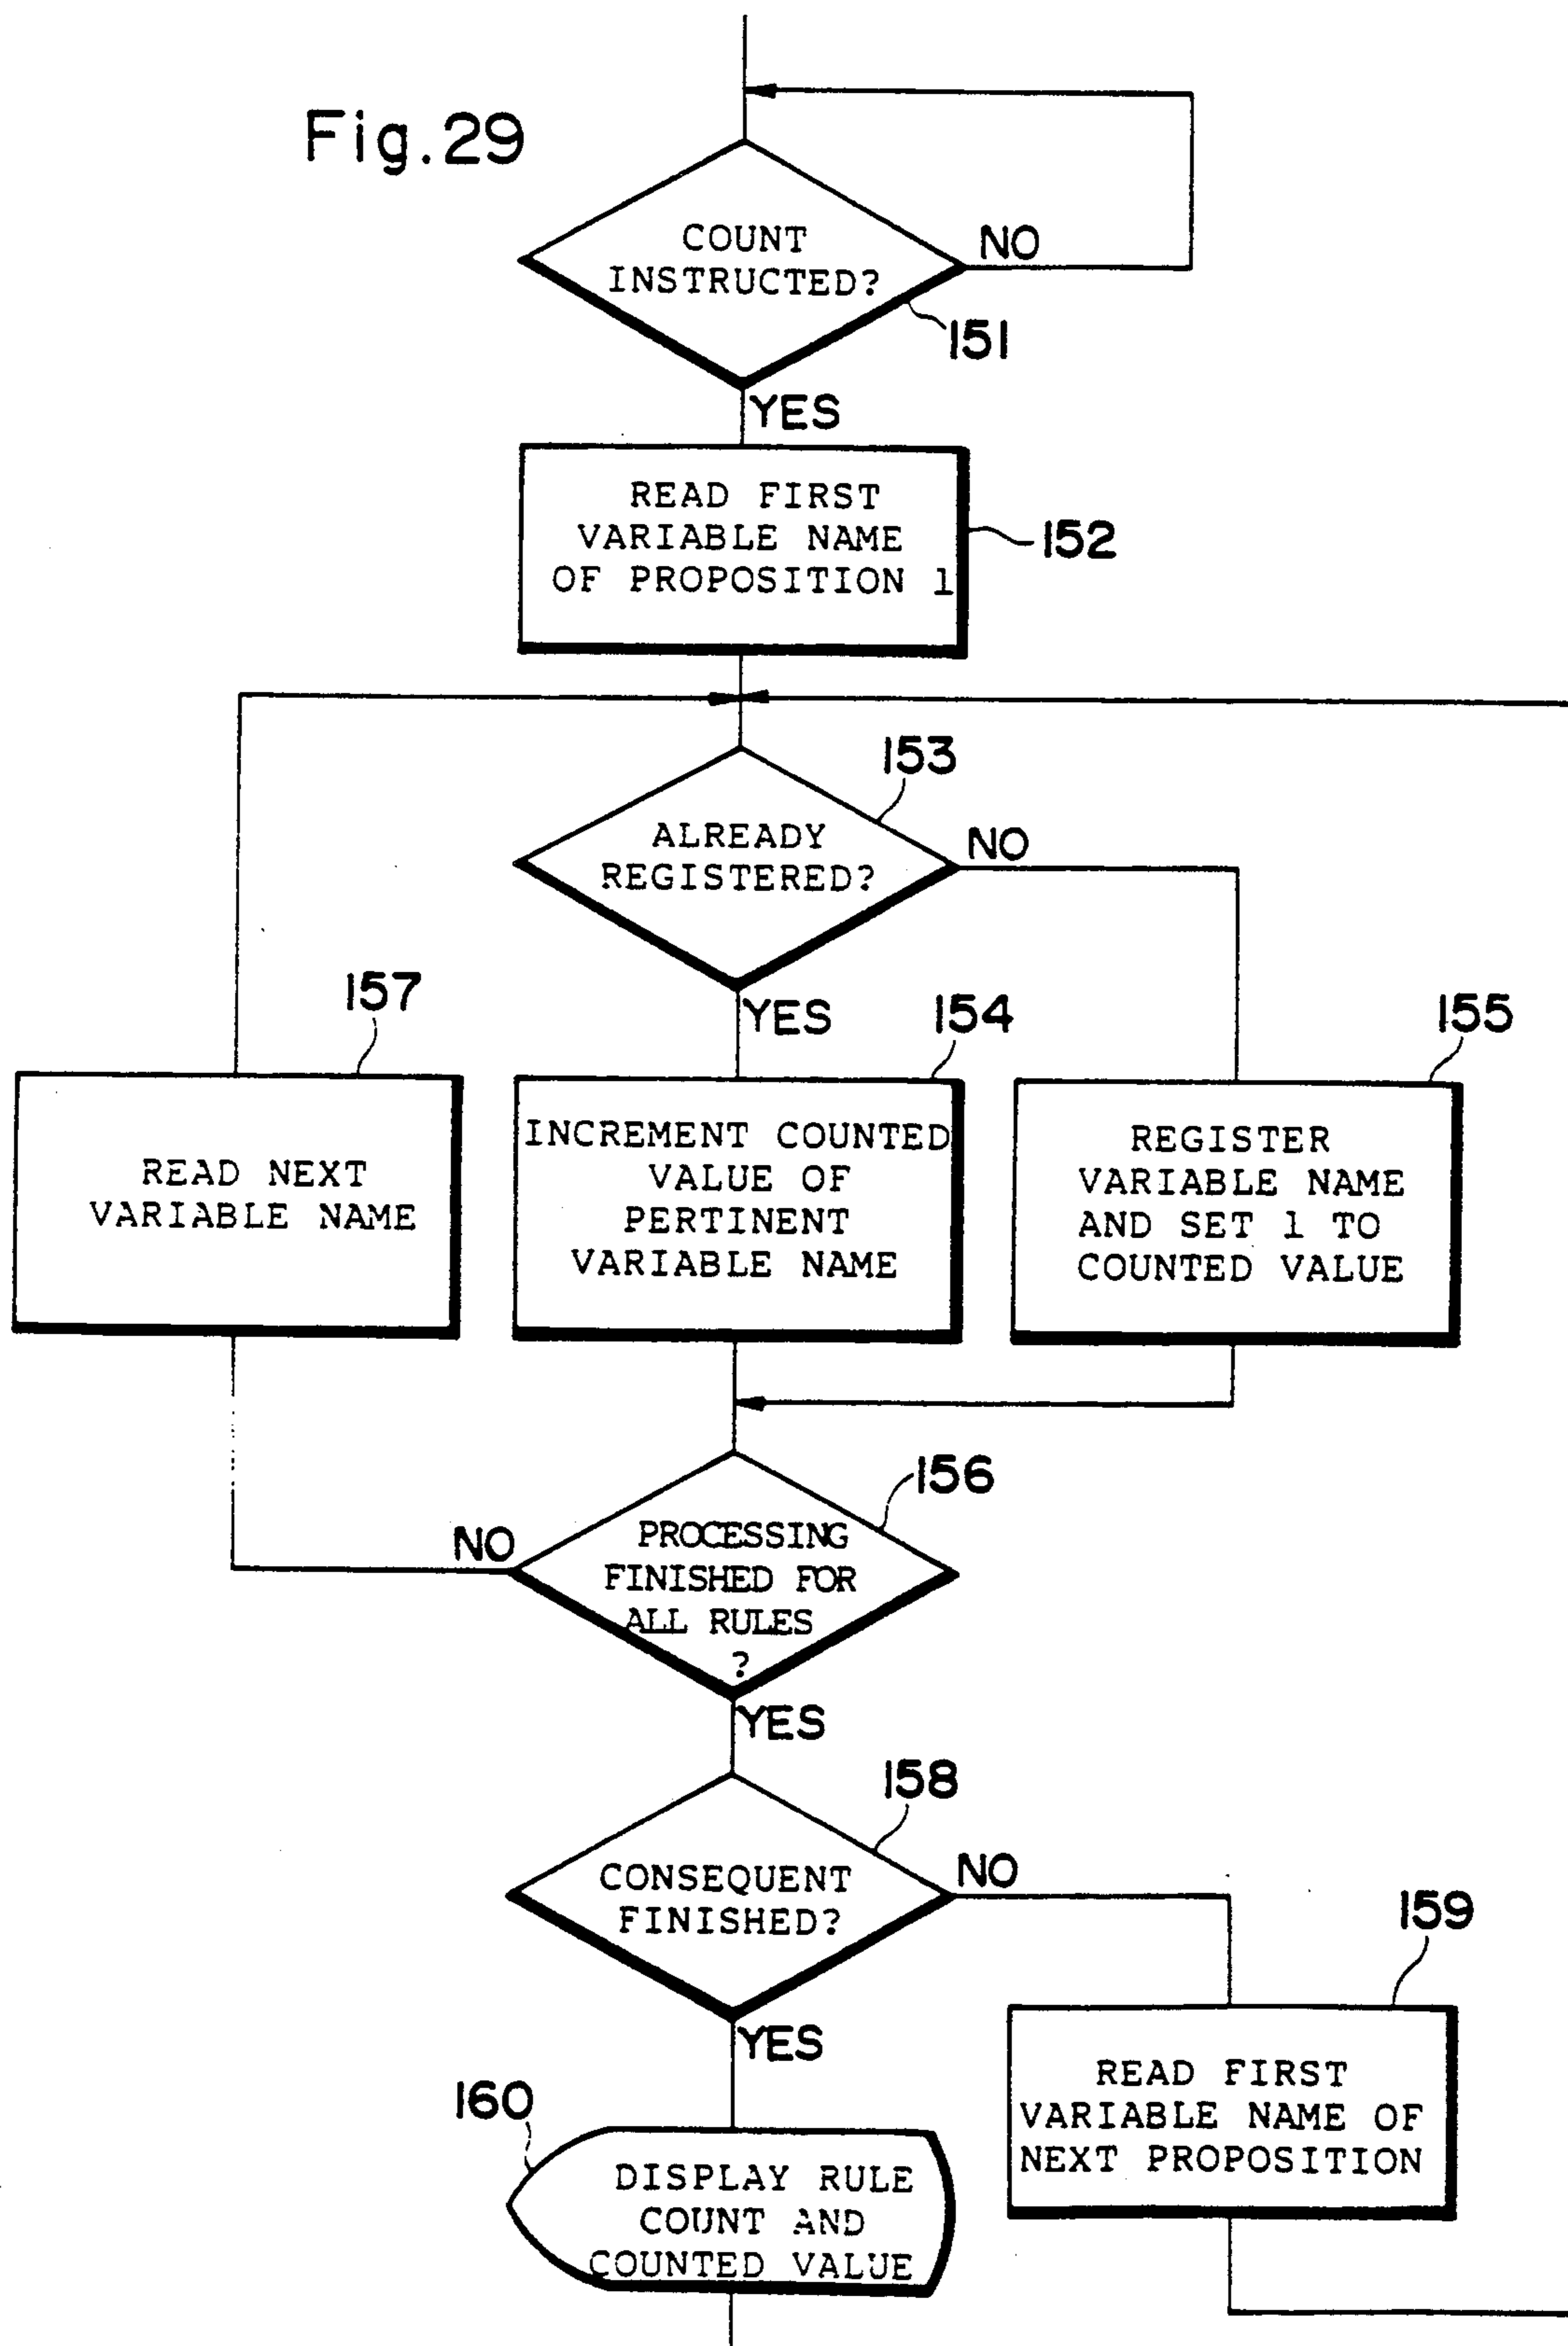 Fig.29
COUNT
INSTRUCTED?
NO
151
YES
READ FIRST
VARIABLE NAME
OF PROPOSITION 1
152
153
ALREADY
REGISTERED?
NO
YES
157
154
155
READ NEXT
VARIABLE NAME
INCREMENT COUNTED
VALUE OF
PERTINENT
VARIABLE NAME
REGISTER
VARIABLE NAME
AND SET 1 TO
COUNTED VALUE
156
NO
PROCESSING
FINISHED FOR
ALL RULES
?
YES
158
CONSEQUENT
FINISHED?
NO
159
YES
READ FIRST
VARIABLE NAME OF
NEXT PROPOSITION
160
DISPLAY RULE
COUNT AND
COUNTED VALUE